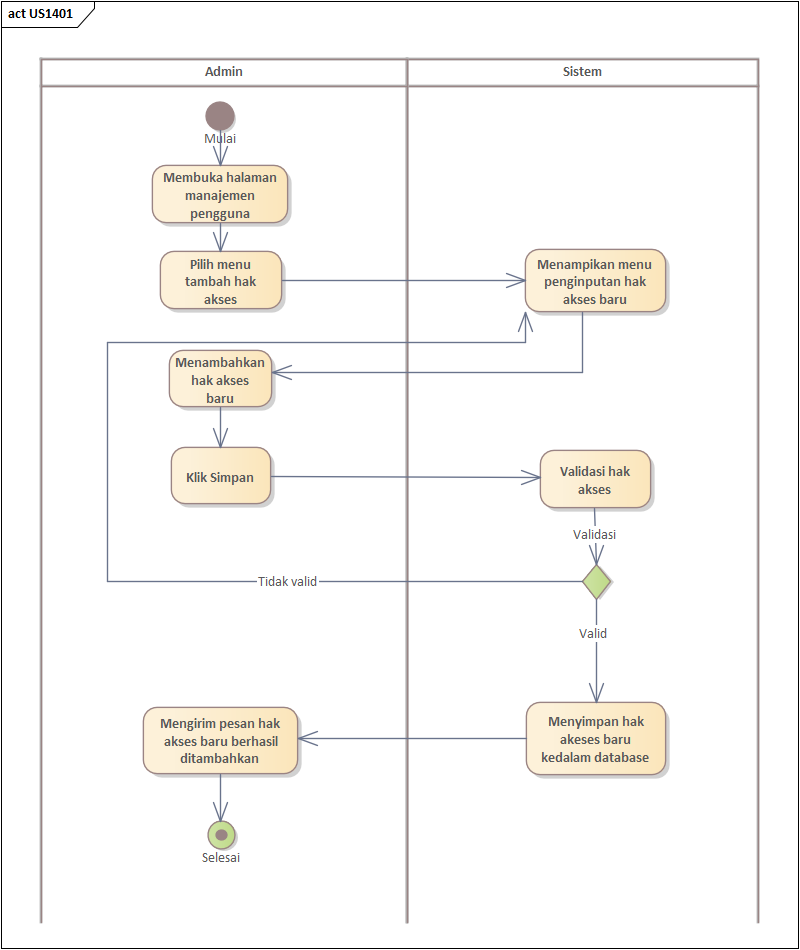 act US1401
Admin
Sistem
Mulai
Membuka halaman
manajemen
pengguna
Pilih menu
tambah hak
akses
Menampikan menu
penginputan hak
akses baru
Menambahkan
hak akses
baru
Klik Simpan
Validasi hak
akses
Validasi
Tidak valid
Valid
Mengirim pesan hak
akses baru berhasil
ditambahkan
Menyimpan hak
akeses baru
kedalam database
Selesai